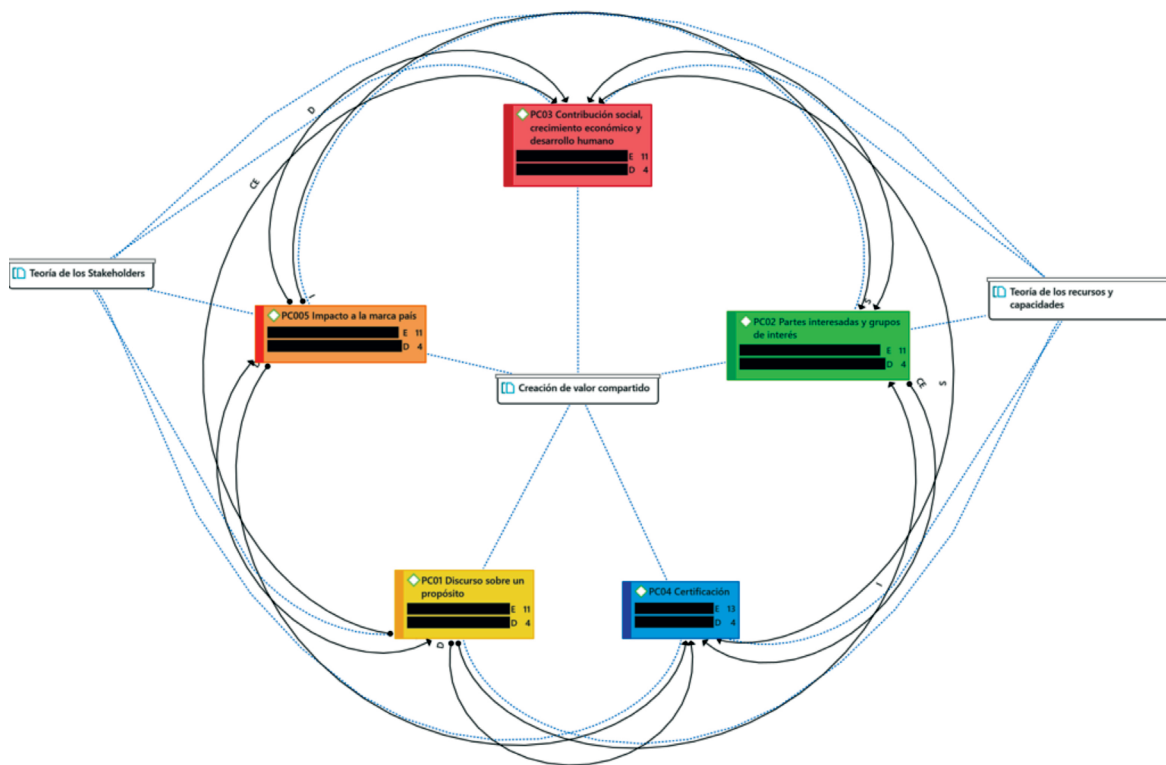 D
PC03 Contribución social,
crecimiento económico y
desarrollo humano
E 11
D 4
CE
Teoría de los Stakeholders
Teoría de los recursos y
capacidades
I
S
PC005 Impacto a la marca país
E 11
D 4
PC02 Partes interesadas y grupos
de interés
E 11
D 4
Creación de valor compartido
CE
S
I
PC01 Discurso sobre un
propósito
E 11
D 4
PC04 Certificación
E 13
D 4
D